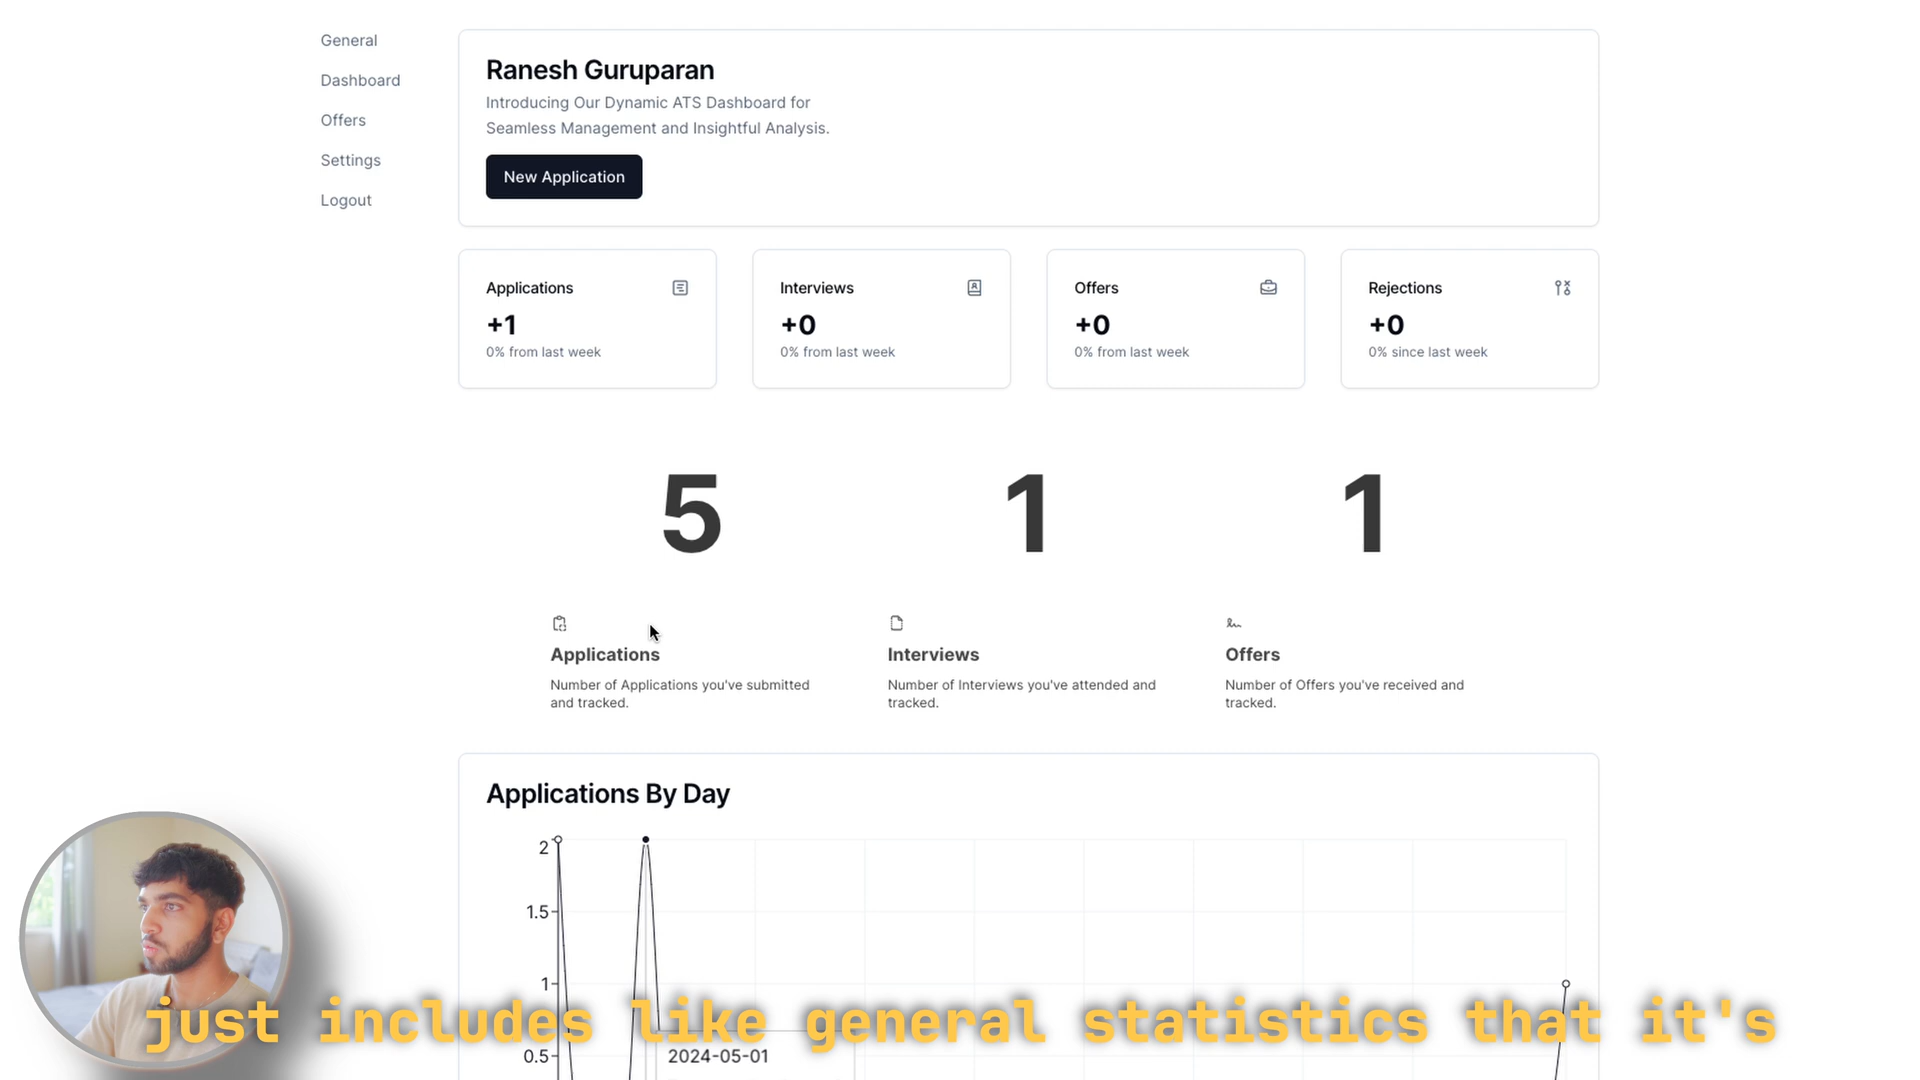 General
Dashboard
Offers
Settings
Logout
Ranesh Guruparan
Introducing Our Dynamic ATS Dashboard for
Seamless Management and Insightful Analysis.
New Application
Applications
+1
0% from last week
Interviews
+0
0% from last week
Offers
+0
0% from last week
Rejections
+0
0% since last week
5
Applications
Number of Applications you've submitted
and tracked.
1
Interviews
Number of Interviews you've attended and
tracked.
1
Offers
Number of Offers you've received and
tracked.
Applications By Day
2
1.5
1
0.5
2024-05-01
just includes like general statistics that it's